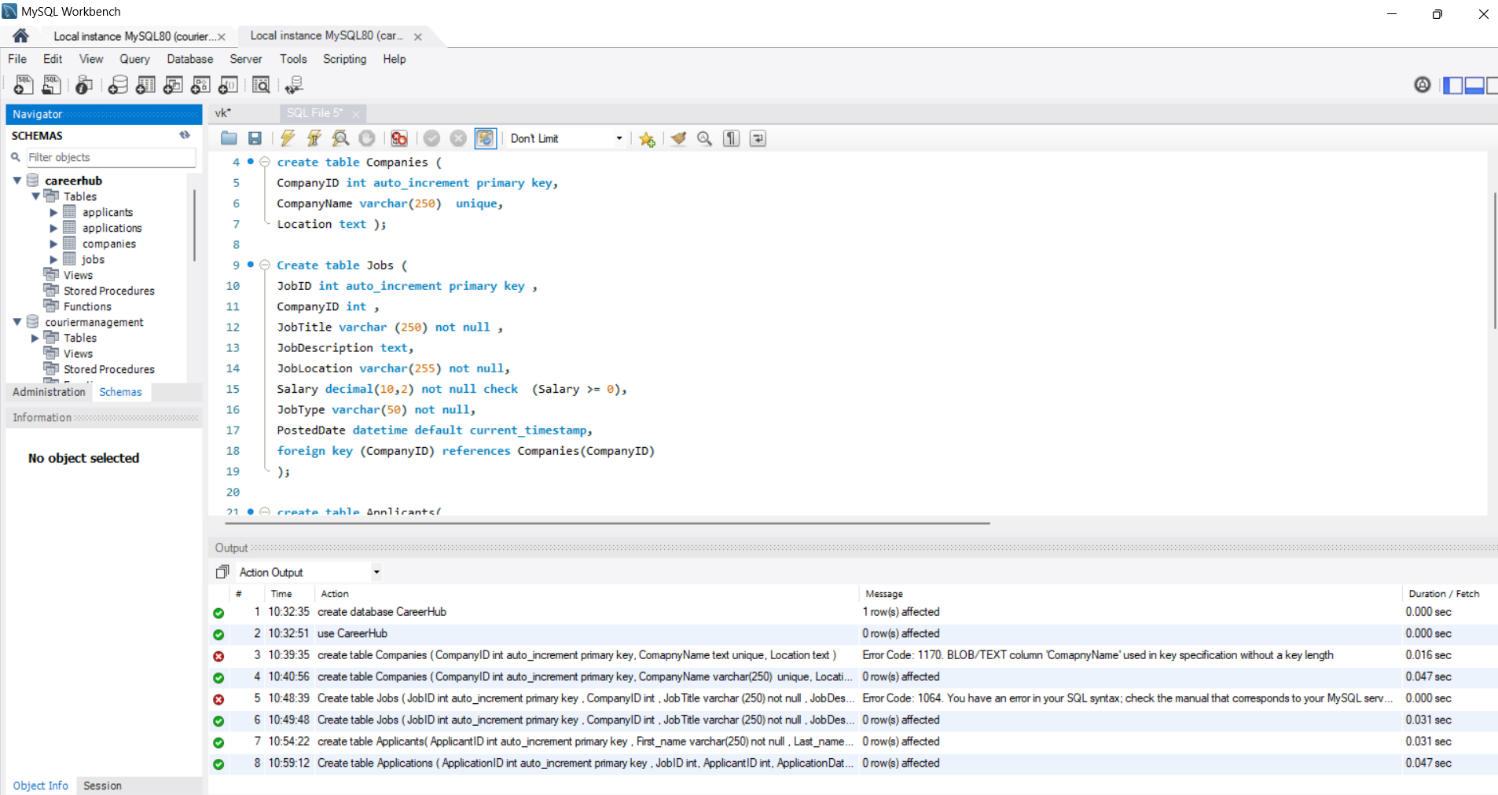 MySQL Workbench
Local instance MySQL80 (courier...
Local instance MySQL80 (car...
File Edit View Query Database Server Tools Scripting Help
Navigator
SCHEMAS
Filter objects
careerhub
Tables
applicants
applications
companies
jobs
Views
Stored Procedures
Functions
couriermanagement
Tables
Views
Stored Procedures
Administration Schemas
Information
No object selected
Object Info Session
vk*
SQL File 5*
Don't Limit
4 create table Companies (
5 CompanyID int auto_increment primary key,
6 CompanyName varchar(250)  unique,
7 Location text );
8
9 Create table Jobs (
10 JobID int auto_increment primary key ,
11 CompanyID int ,
12 JobTitle varchar (250) not null ,
13 JobDescription text,
14 JobLocation varchar(255) not null,
15 Salary decimal(10,2) not null check  (Salary >= 0),
16 JobType varchar(50) not null,
17 PostedDate datetime default current_timestamp,
18 foreign key (CompanyID) references Companies(CompanyID)
19 );
20
21 create table Applicants(
Output
Action Output
# Time Action Message Duration / Fetch
1 10:32:35 create database CareerHub 1 row(s) affected 0.000 sec
2 10:32:51 use CareerHub 0 row(s) affected 0.000 sec
3 10:39:35 create table Companies ( CompanyID int auto_increment primary key, ComapnyName text unique, Location text ) Error Code: 1170. BLOB/TEXT column 'ComapnyName' used in key specification without a key length 0.016 sec
4 10:40:56 create table Companies ( CompanyID int auto_increment primary key, CompanyName varchar(250)  unique, Locati... 0 row(s) affected 0.047 sec
5 10:48:39 Create table Jobs ( JobID int auto_increment primary key , CompanyID int , JobTitle varchar (250) not null , JobDes... Error Code: 1064. You have an error in your SQL syntax; check the manual that corresponds to your MySQL serv... 0.000 sec
6 10:49:48 Create table Jobs ( JobID int auto_increment primary key , CompanyID int , JobTitle varchar (250) not null , JobDes... 0 row(s) affected 0.031 sec
7 10:54:22 create table Applicants( ApplicantID int auto_increment primary key , First_name varchar(250) not null , Last_name... 0 row(s) affected 0.031 sec
8 10:59:12 Create table Applications ( ApplicationID int auto_increment primary key , JobID int, ApplicantID int, ApplicationDat... 0 row(s) affected 0.047 sec